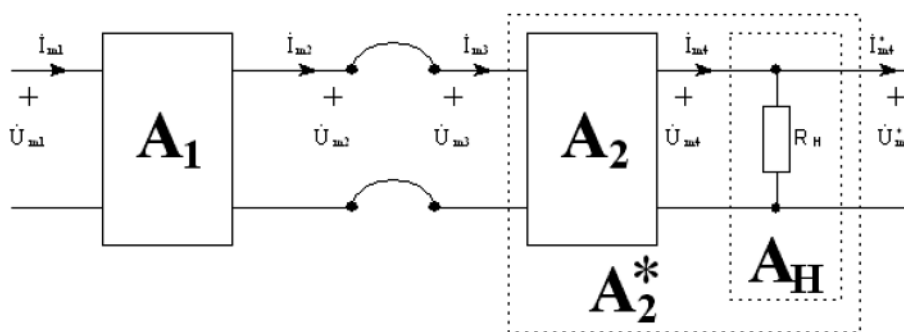 İm1 İm2 İm3 İm4 İ*m4
A1 A2
+ + + + +
U̇m1 U̇m2 U̇m3 U̇m4 RH U̇*m
A*2 AH